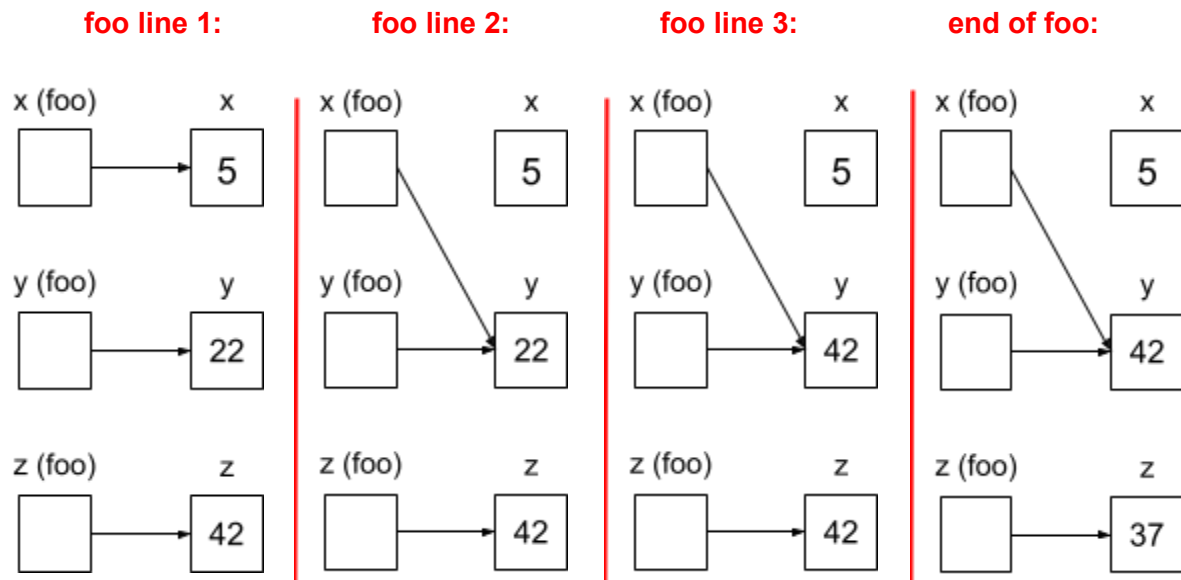 foo line 1:
foo line 2:
foo line 3:
end of foo:
x (foo) x x (foo) x x (foo) x x (foo) x
5 5 5 5
y (foo) y y (foo) y y (foo) y y (foo) y
22 22 42 42
z (foo) z z (foo) z z (foo) z z (foo) z
42 42 42 37